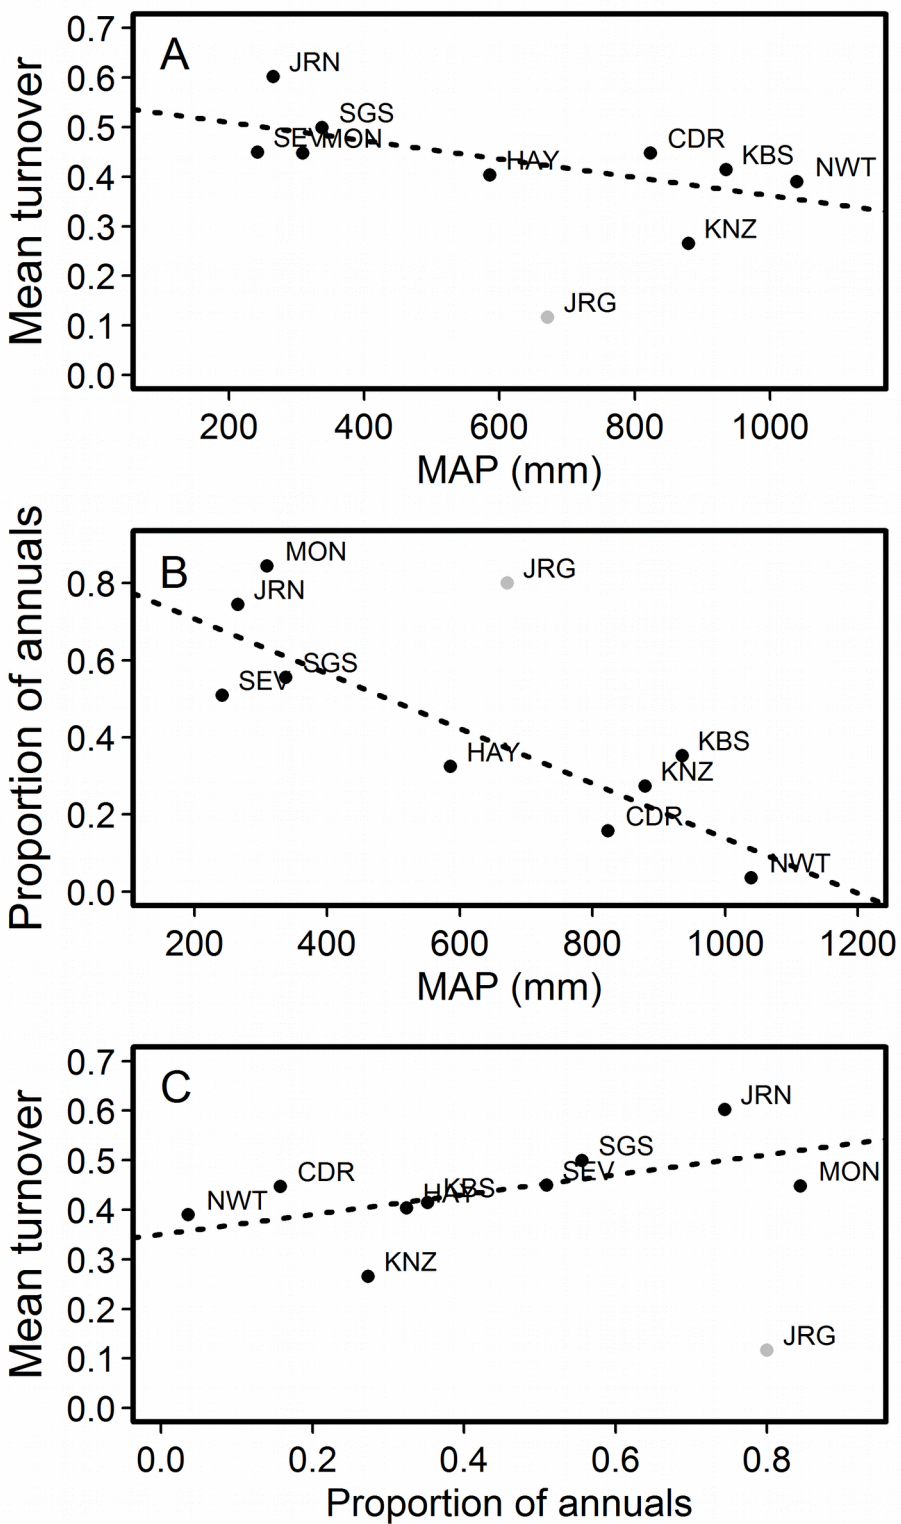 A
Mean turnover
0.7
0.6
0.5
0.4
0.3
0.2
0.1
0.0
JRN
SGS
SEV
MON
HAY
CDR
KBS
NWT
KNZ
JRG
200 400 600 800 1000
MAP (mm)
B
Proportion of annuals
0.8
0.6
0.4
0.2
0.0
MON
JRG
JRN
SGS
SEV
HAY
KBS
KNZ
CDR
NWT
200 400 600 800 1000 1200
MAP (mm)
C
Mean turnover
0.7
0.6
0.5
0.4
0.3
0.2
0.1
0.0
JRN
SGS
SEV
MON
CDR
NWT
HAY
KBS
KNZ
JRG
0.0 0.2 0.4 0.6 0.8
Proportion of annuals